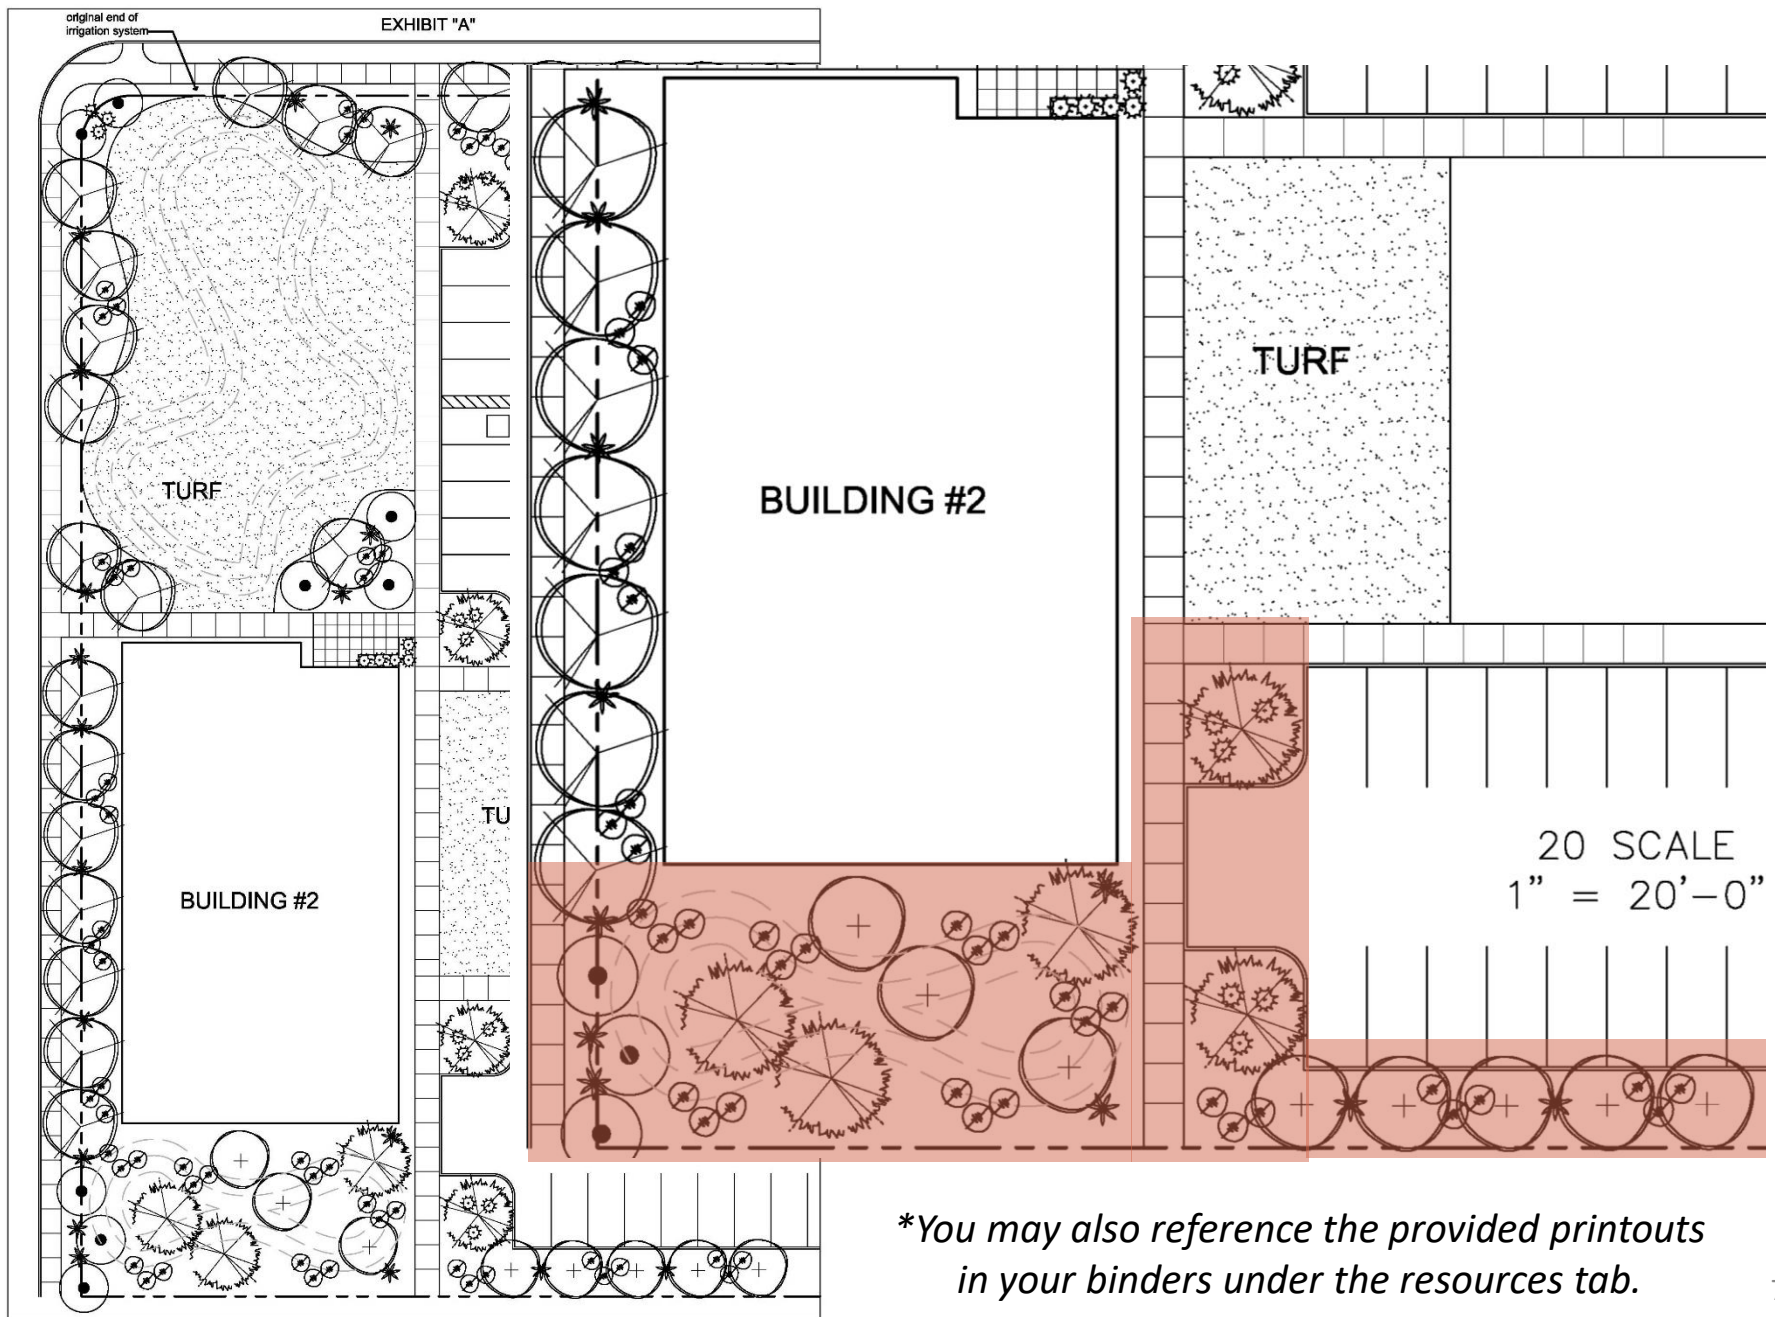 original end of
irrigation system
EXHIBIT "A"
TURF
BUILDING #2
TU
BUILDING #2
TURF
20 SCALE
1" = 20'-0"
*You may also reference the provided printouts
in your binders under the resources tab.